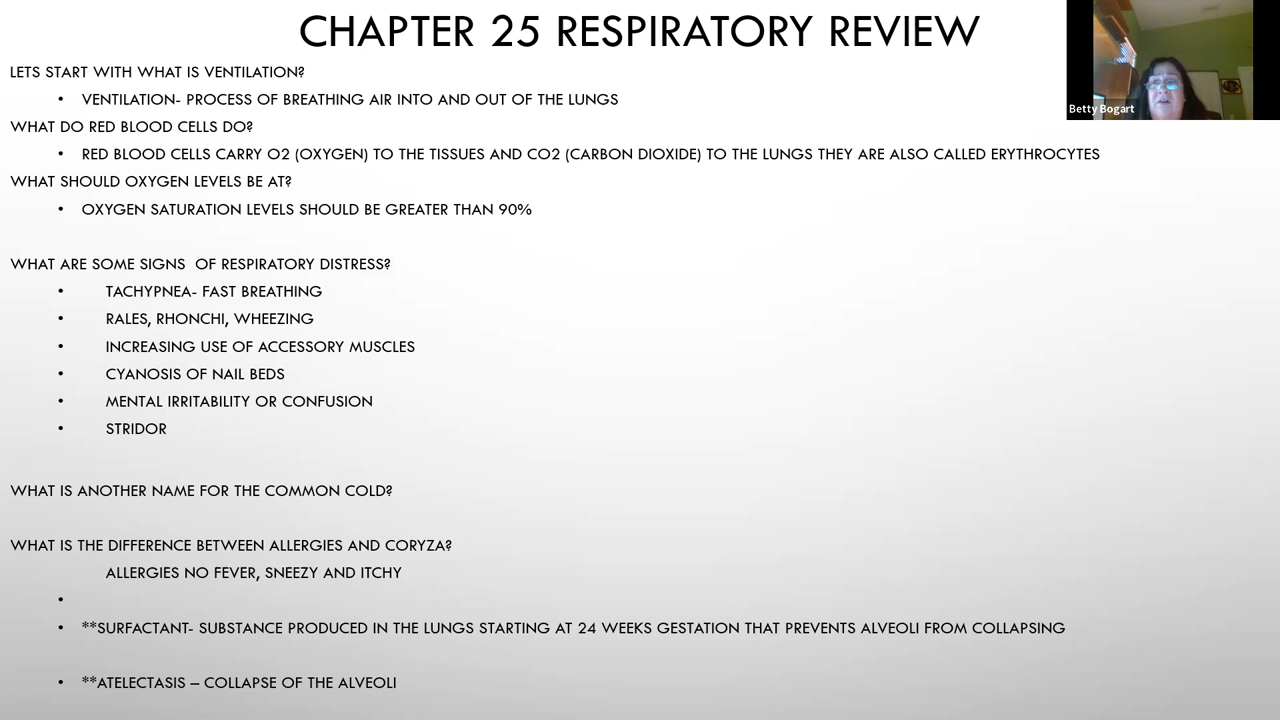 CHAPTER 25 RESPIRATORY REVIEW
Betty Bogart
LETS START WITH WHAT IS VENTILATION?
• VENTILATION- PROCESS OF BREATHING AIR INTO AND OUT OF THE LUNGS
WHAT DO RED BLOOD CELLS DO?
• RED BLOOD CELLS CARRY O2 (OXYGEN) TO THE TISSUES AND CO2 (CARBON DIOXIDE) TO THE LUNGS THEY ARE ALSO CALLED ERYTHROCYTES
WHAT SHOULD OXYGEN LEVELS BE AT?
• OXYGEN SATURATION LEVELS SHOULD BE GREATER THAN 90%
WHAT ARE SOME SIGNS  OF RESPIRATORY DISTRESS?
• TACHYPNEA- FAST BREATHING
• RALES, RHONCHI, WHEEZING
• INCREASING USE OF ACCESSORY MUSCLES
• CYANOSIS OF NAIL BEDS
• MENTAL IRRITABILITY OR CONFUSION
• STRIDOR
WHAT IS ANOTHER NAME FOR THE COMMON COLD?
WHAT IS THE DIFFERENCE BETWEEN ALLERGIES AND CORYZA?
ALLERGIES NO FEVER, SNEEZY AND ITCHY
•
• **SURFACTANT- SUBSTANCE PRODUCED IN THE LUNGS STARTING AT 24 WEEKS GESTATION THAT PREVENTS ALVEOLI FROM COLLAPSING
• **ATELECTASIS – COLLAPSE OF THE ALVEOLI